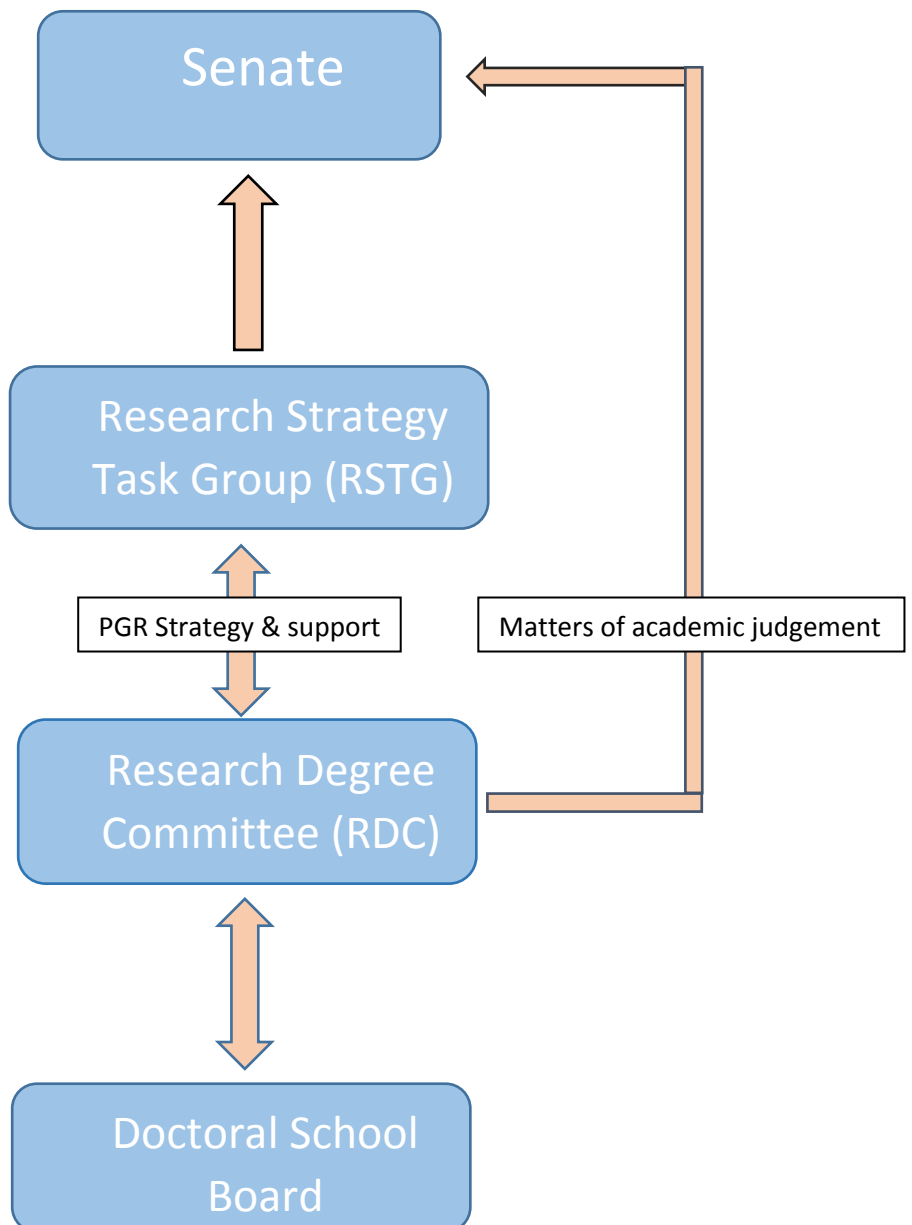 Senate
Research Strategy
Task Group (RSTG)
PGR Strategy & support
Matters of academic judgement
Research Degree
Committee (RDC)
Doctoral School
Board